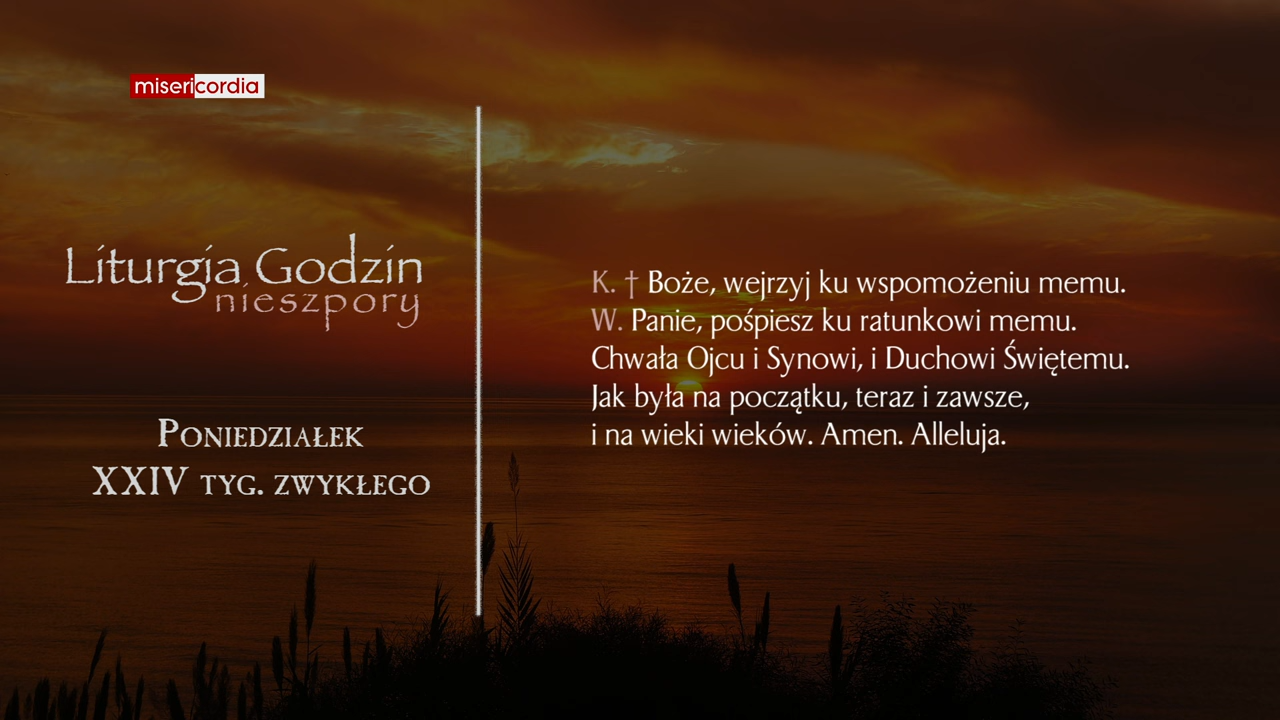 misericordia
Liturgia Godzin
nieszpory
Poniedziałek
XXIV tyg. zwykłego
K. † Boże, wejrzyj ku wspomożeniu memu.
W. Panie, pośpiesz ku ratunkowi memu.
Chwała Ojcu i Synowi, i Duchowi Świętemu.
Jak była na początku, teraz i zawsze,
i na wieki wieków. Amen. Alleluja.